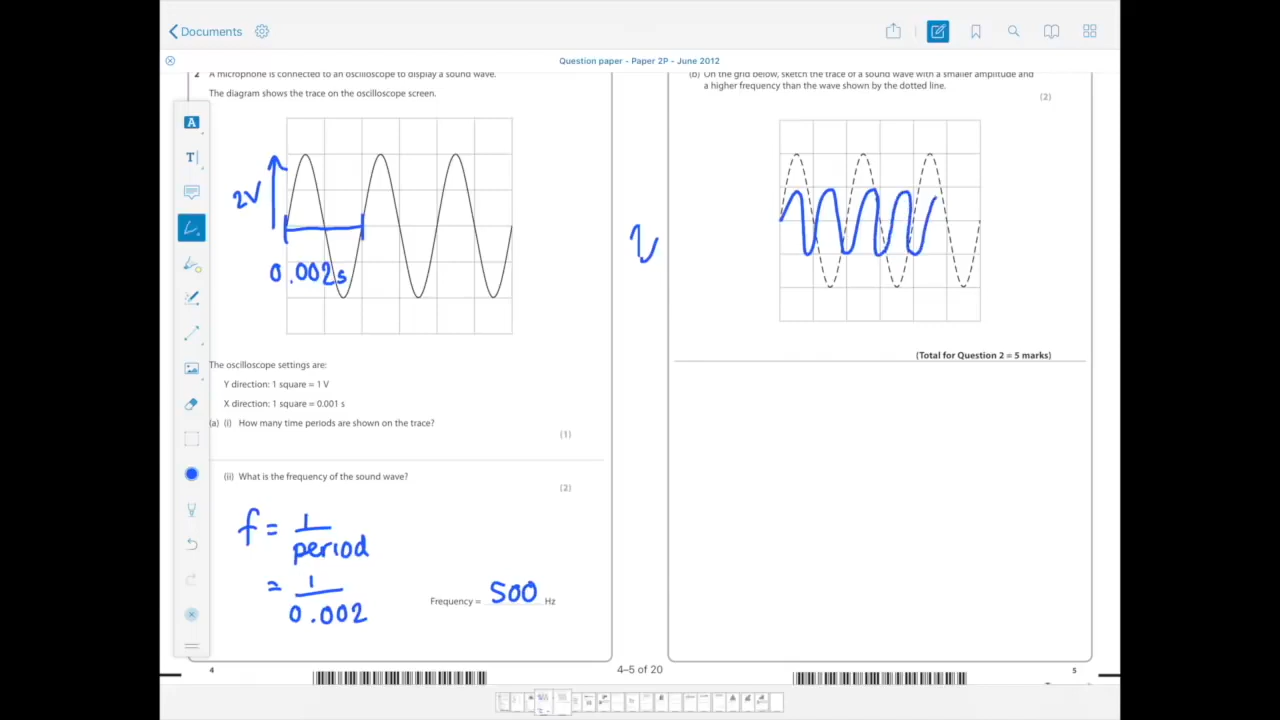 Documents
Question paper - Paper 2P - June 2012
2 A microphone is connected to an oscilloscope to display a sound wave.
The diagram shows the trace on the oscilloscope screen.
2V
0.002s
The oscilloscope settings are:
Y direction: 1 square = 1 V
X direction: 1 square = 0.001 s
(a) (i) How many time periods are shown on the trace?
(1)
(ii) What is the frequency of the sound wave?
(2)
f = 1
period
= 1
0.002
Frequency = 500 Hz
4
(b) On the grid below, sketch the trace of a sound wave with a smaller amplitude and
a higher frequency than the wave shown by the dotted line.
(2)
(Total for Question 2 = 5 marks)
5
4–5 of 20
A
T